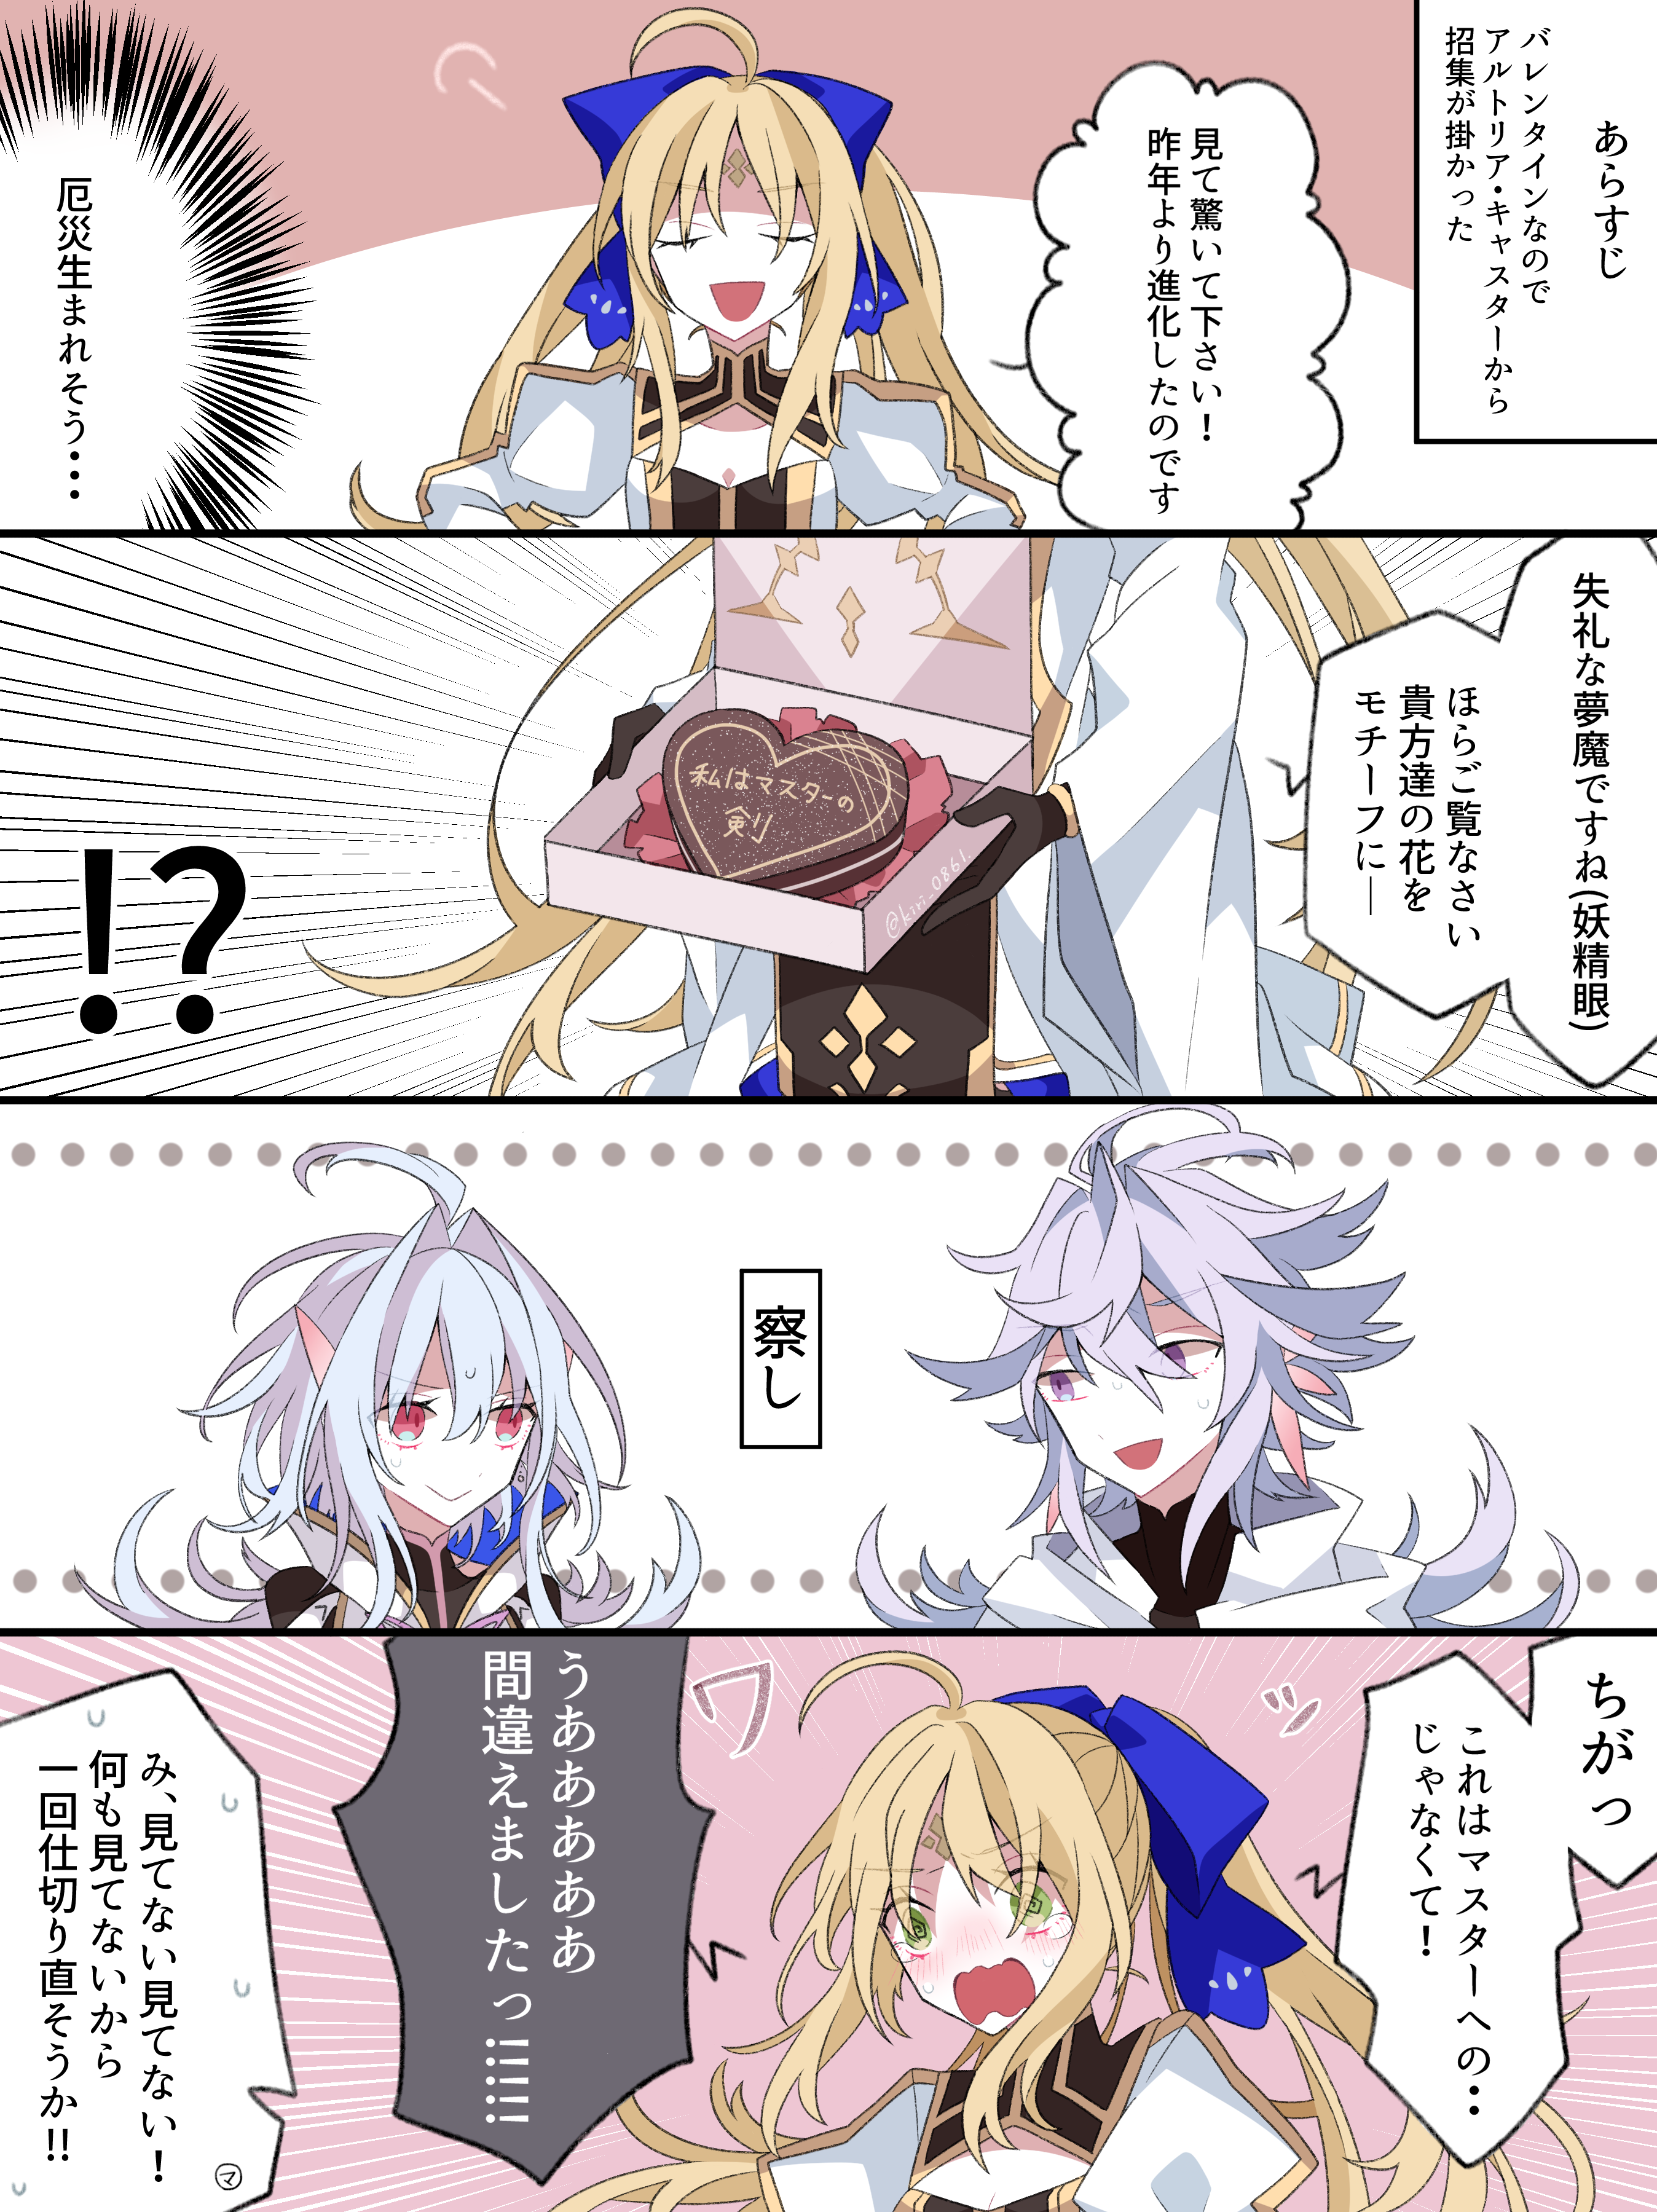 あらすじ
バレンタインなので
アルトリア・キャスターから
招集が掛かった
見て驚いて下さい！
昨年より進化したのです
厄災生まれそう・・・
失礼な夢魔ですね(妖精眼)
ほらご覧なさい
貴方達の花を
モチーフに―
私はマスターの
剣
@kiri_0861.
!?
察し
ちがっ
これはマスターへの・・
じゃなくて！
ワッ
うあああああ
間違えましたっ!!!!!!
み、見てない見てない！
何も見てないから
一回仕切り直そうか!!
マ